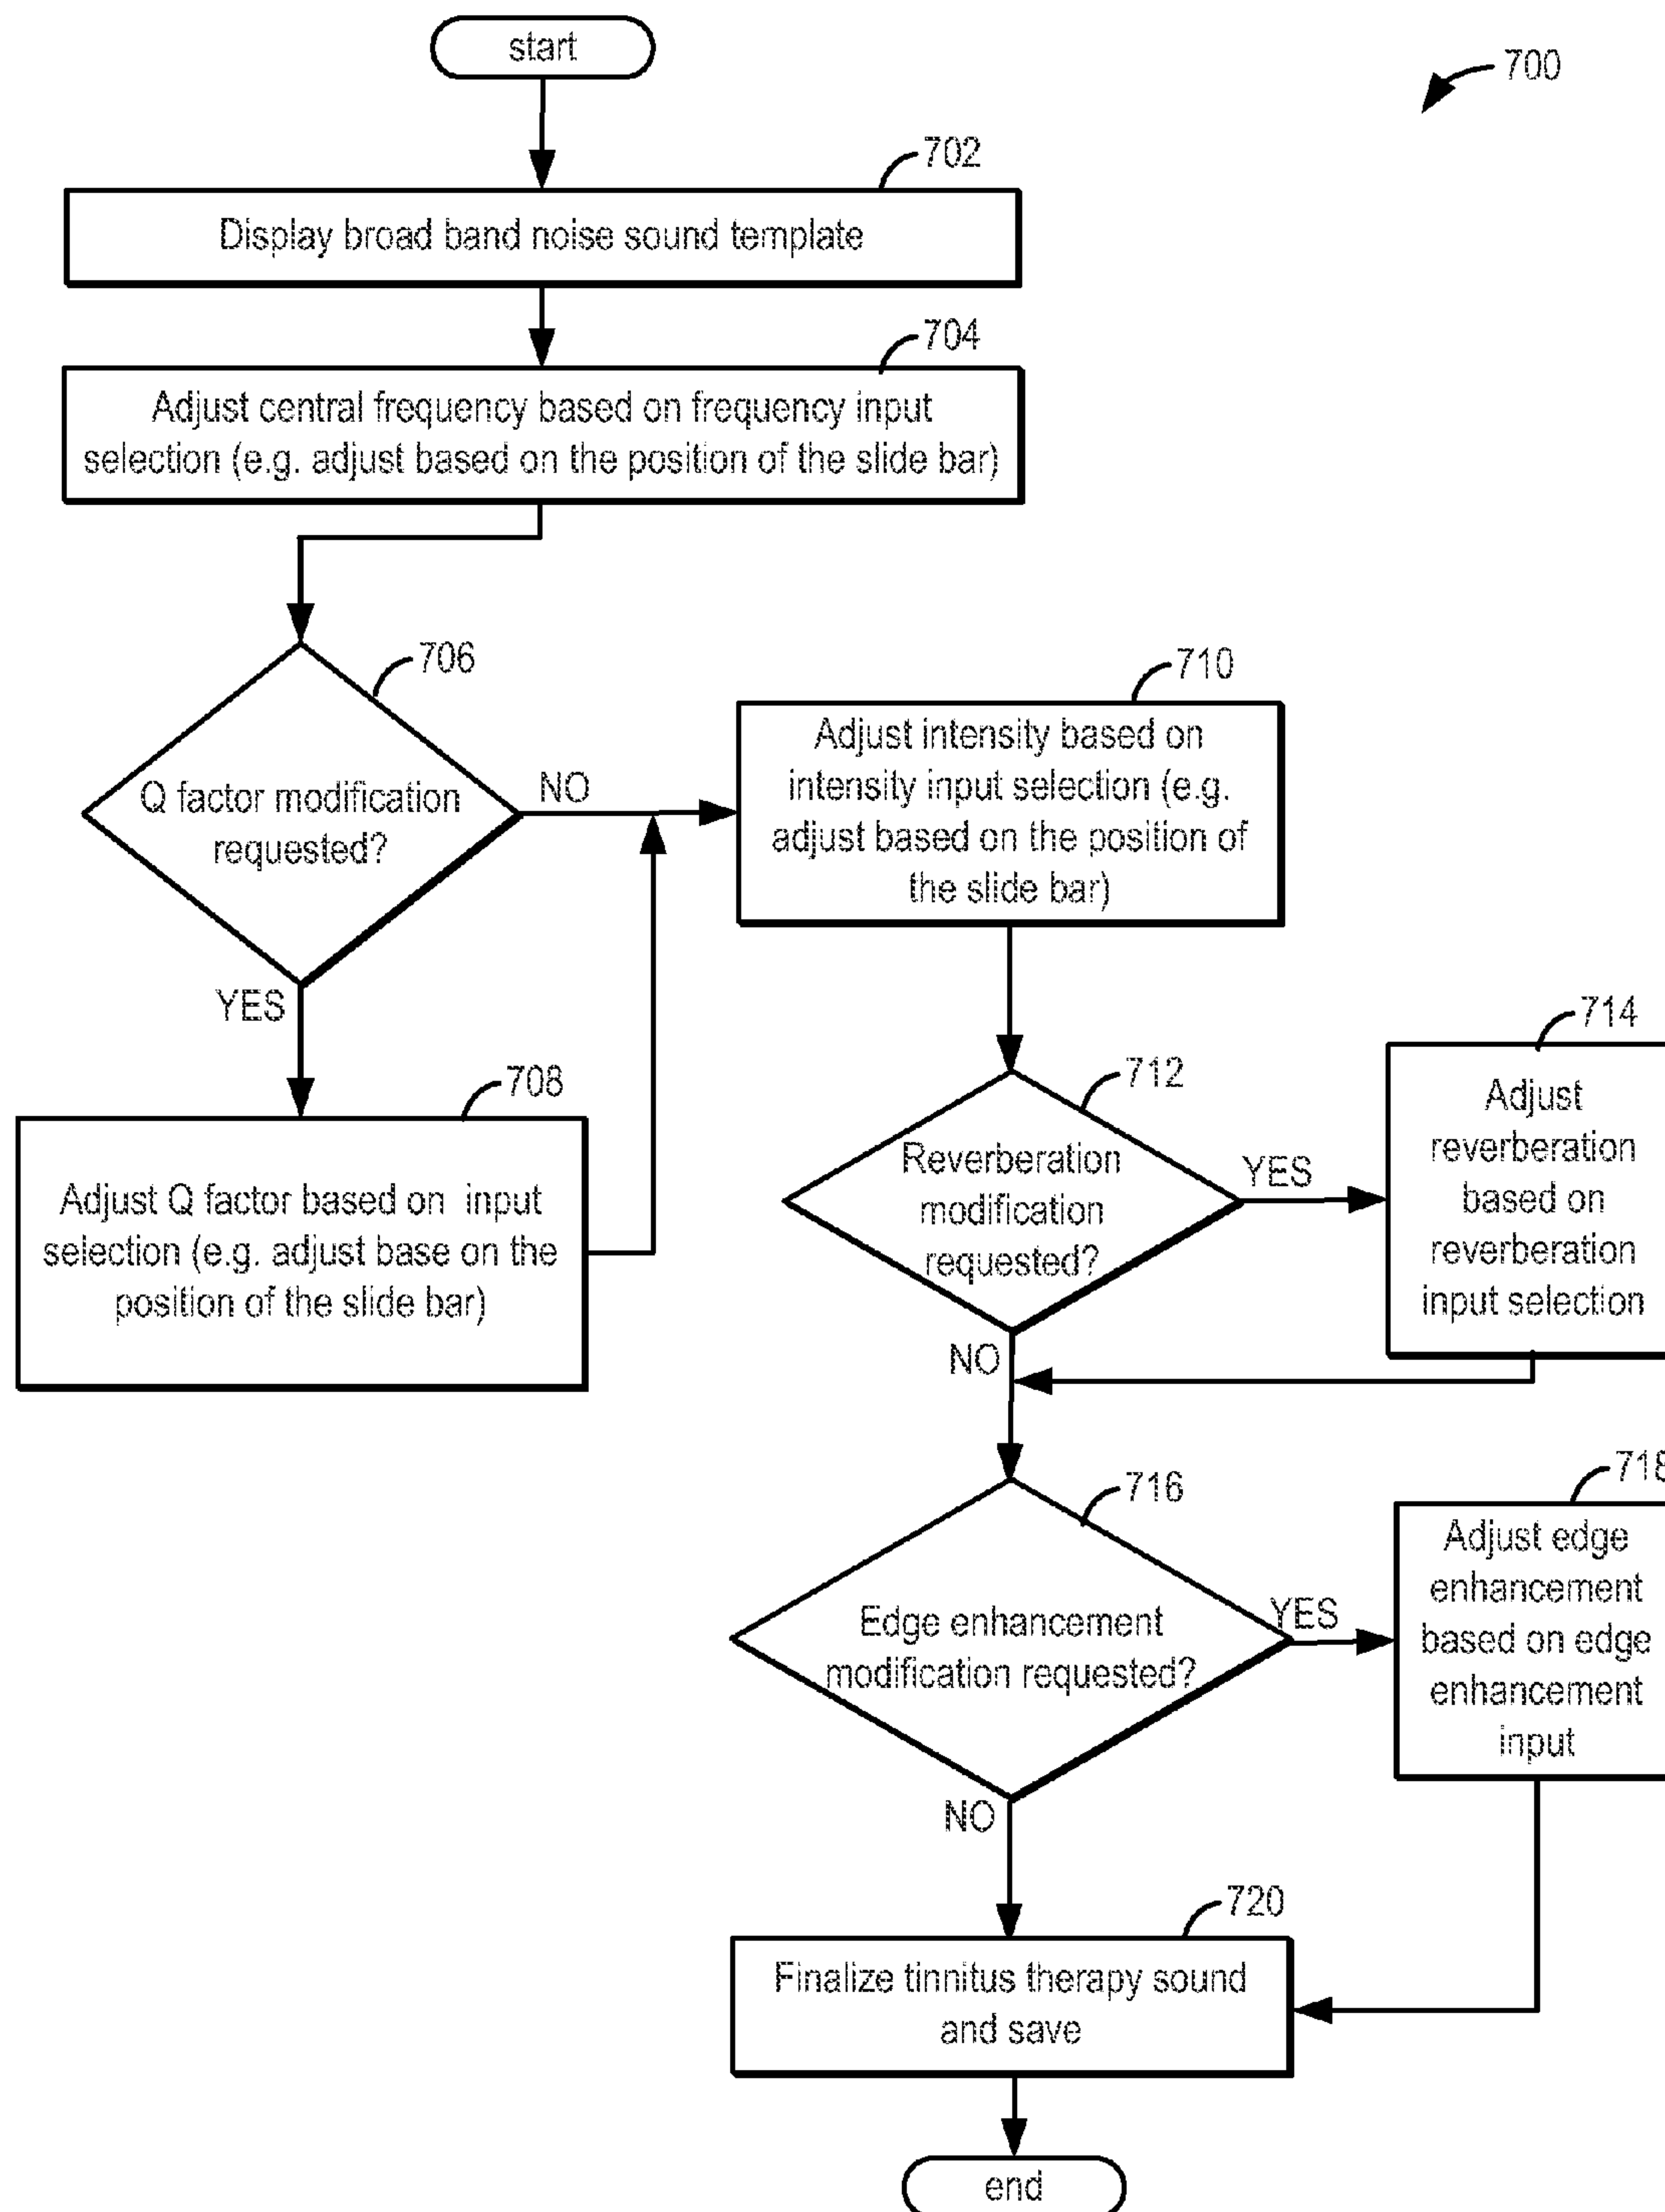 start
700
702
Display broad band noise sound template
704
Adjust central frequency based on frequency input
selection (e.g. adjust based on the position of the slide bar)
706
Q factor modification
requested?
NO
YES
708
Adjust Q factor based on input
selection (e.g. adjust base on the
position of the slide bar)
710
Adjust intensity based on
intensity input selection (e.g.
adjust based on the position of
the slide bar)
712
Reverberation
modification
requested?
YES
NO
714
Adjust
reverberation
based on
reverberation
input selection
716
Edge enhancement
modification requested?
YES
NO
718
Adjust edge
enhancement
based on edge
enhancement
input
720
Finalize tinnitus therapy sound
and save
end